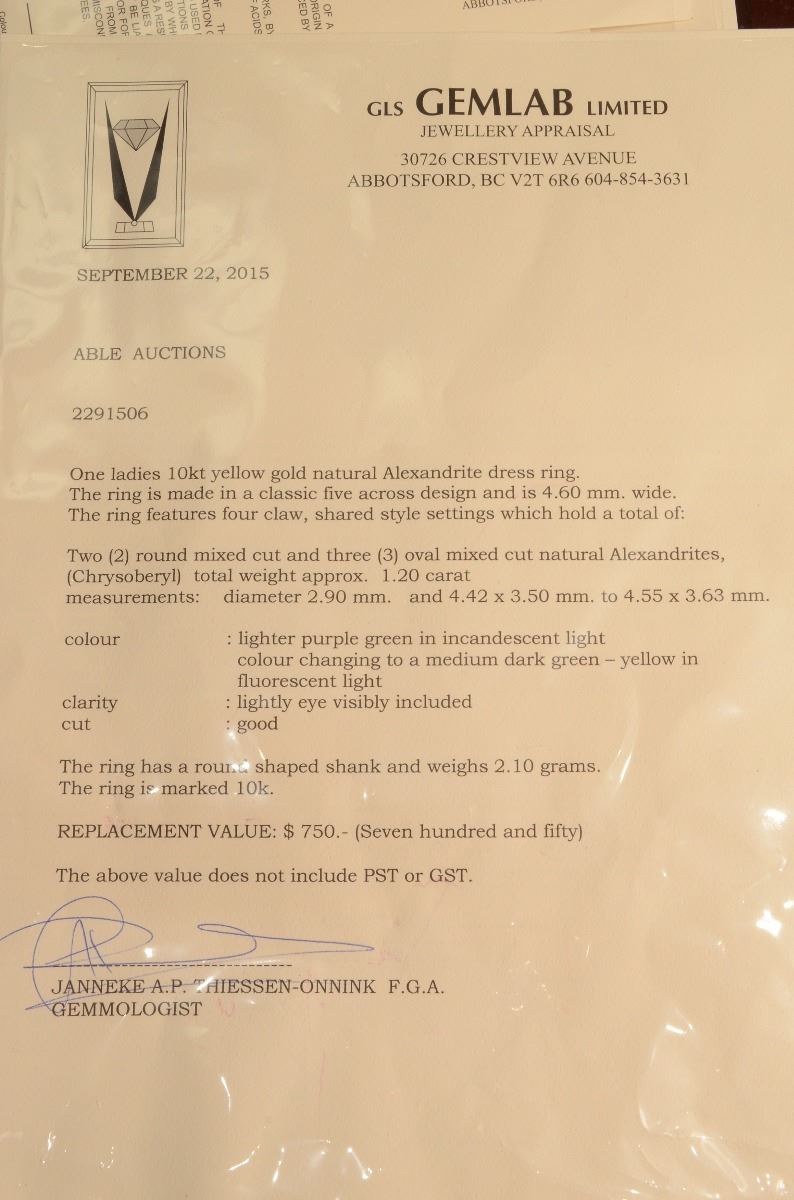 ABBOTSFORD,
GLS GEMLAB LIMITED
JEWELLERY APPRAISAL
30726 CRESTVIEW AVENUE
ABBOTSFORD, BC V2T 6R6 604-854-3631
SEPTEMBER 22, 2015
ABLE AUCTIONS
2291506
One ladies 10kt yellow gold natural Alexandrite dress ring.
The ring is made in a classic five across design and is 4.60 mm. wide.
The ring features four claw, shared style settings which hold a total of:
Two (2) round mixed cut and three (3) oval mixed cut natural Alexandrites,
(Chrysoberyl) total weight approx. 1.20 carat
measurements: diameter 2.90 mm. and 4.42 x 3.50 mm. to 4.55 x 3.63 mm.
colour : lighter purple green in incandescent light
colour changing to a medium dark green – yellow in
fluorescent light
clarity : lightly eye visibly included
cut : good
The ring has a round shaped shank and weighs 2.10 grams.
The ring is marked 10k.
REPLACEMENT VALUE: $ 750.- (Seven hundred and fifty)
The above value does not include PST or GST.
JANNEKE A.P. THIESSEN-ONNINK F.G.A.
GEMMOLOGIST